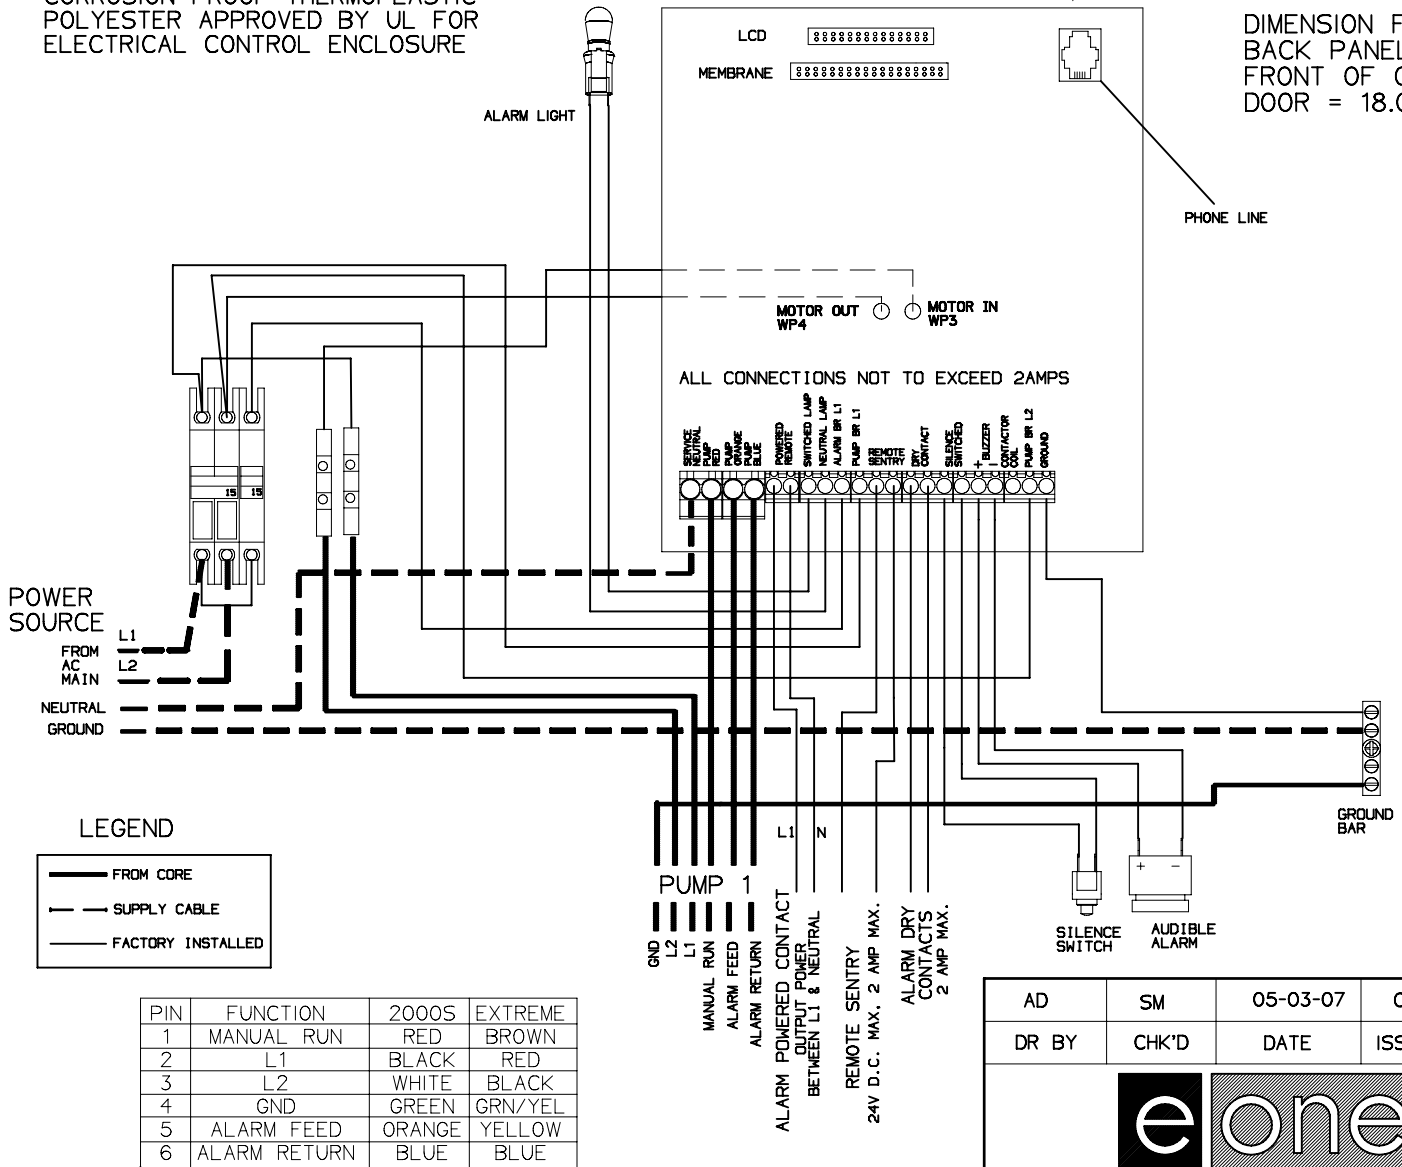 POLYESTER APPROVED BY UL FOR
ELECTRICAL CONTROL ENCLOSURE
ALARM LIGHT
LCD
MEMBRANE
DIMENSION
BACK PANEL
FRONT OF
DOOR = 18.
PHONE LINE
MOTOR OUT
WP4
MOTOR IN
WP3
ALL CONNECTIONS NOT TO EXCEED 2AMPS
SERVICE
NEUTRAL
PUMP
RED
PUMP
ORANGE
PUMP
BLUE
POWERED
REMOTE
SWITCHED LAMP
NEUTRAL LAMP
ALARM BR L1
PUMP BR L1
REMOTE
SENTRY
DRY
CONTACT
SILENCE
SWITCHED
+ BUZZER −
CONTACTOR
COIL
PUMP BR L2
GROUND
15 15
POWER
SOURCE
L1
FROM
AC
MAIN
L2
NEUTRAL
GROUND
LEGEND
FROM CORE
SUPPLY CABLE
FACTORY INSTALLED
L1 N
PUMP 1
GND
L2
L1
MANUAL RUN
ALARM FEED
ALARM RETURN
ALARM POWERED CONTACT
OUTPUT POWER
BETWEEN L1 & NEUTRAL
REMOTE SENTRY
24V D.C. MAX. 2 AMP MAX.
ALARM DRY
CONTACTS
2 AMP MAX.
+ −
SILENCE
SWITCH
AUDIBLE
ALARM
GROUND
BAR
PIN FUNCTION 2000S EXTREME
1 MANUAL RUN RED BROWN
2 L1 BLACK RED
3 L2 WHITE BLACK
4 GND GREEN GRN/YEL
5 ALARM FEED ORANGE YELLOW
6 ALARM RETURN BLUE BLUE
AD SM 05-03-07
DR BY CHK'D DATE ISS
e one